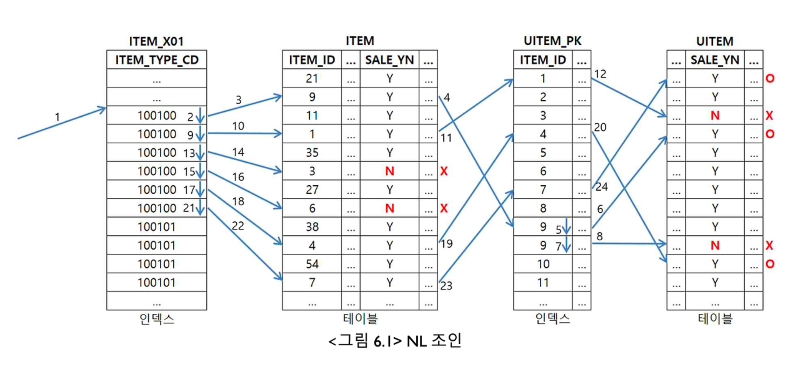 ITEM_X01 ITEM UITEM_PK UITEM
ITEM_TYPE_CD ITEM_ID ... SALE_YN ... ITEM_ID ... ... SALE_YN ...
... 21 ... Y ... 1 ... 12 ... Y ... O
... 3 9 ... Y ... 4 2 ... ... Y ...
1 100100 2 11 ... Y ... 3 ... ... N ... X
100100 9 10 1 ... Y ... 11 4 ... 20 ... Y ... O
100100 13 14 35 ... Y ... 5 ... ... Y ...
100100 15 16 3 ... N ... X 6 ... ... Y ...
100100 17 18 27 ... Y ... 7 ... 24 ... Y ...
100100 21 22 6 ... N ... X 8 ... 6 ... Y ...
100101 38 ... Y ... 9 5 ... 8 ... Y ...
100101 4 ... Y ... 19 9 7 ... ... N ... X
100101 54 ... Y ... 10 ... ... Y ... O
100101 7 ... Y ... 23 11 ... ... Y ...
... ... ... ... ... ... ... ... ... ...
인덱스 테이블 인덱스 테이블
<그림 6.1> NL 조인